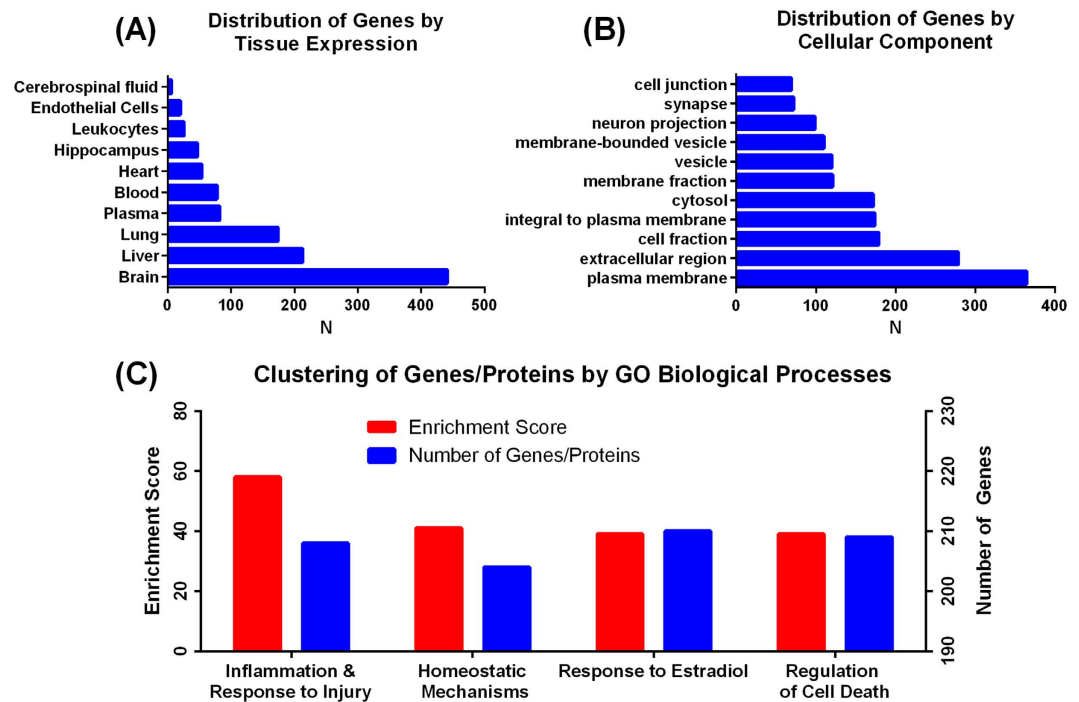 (A)
Distribution of Genes by
Tissue Expression
Cerebrospinal fluid
Endothelial Cells
Leukocytes
Hippocampus
Heart
Blood
Plasma
Lung
Liver
Brain
0 100 200 300 400 500
N
(B)
Distribution of Genes by
Cellular Component
cell junction
synapse
neuron projection
membrane-bounded vesicle
vesicle
membrane fraction
cytosol
integral to plasma membrane
cell fraction
extracellular region
plasma membrane
0 100 200 300 400
N
(C)
Clustering of Genes/Proteins by GO Biological Processes
Enrichment Score
80
60
40
20
0
Enrichment Score
Number of Genes/Proteins
230
220
210
200
190
Number of Genes
Inflammation &
Response to Injury
Homeostatic
Mechanisms
Response to Estradiol
Regulation
of Cell Death